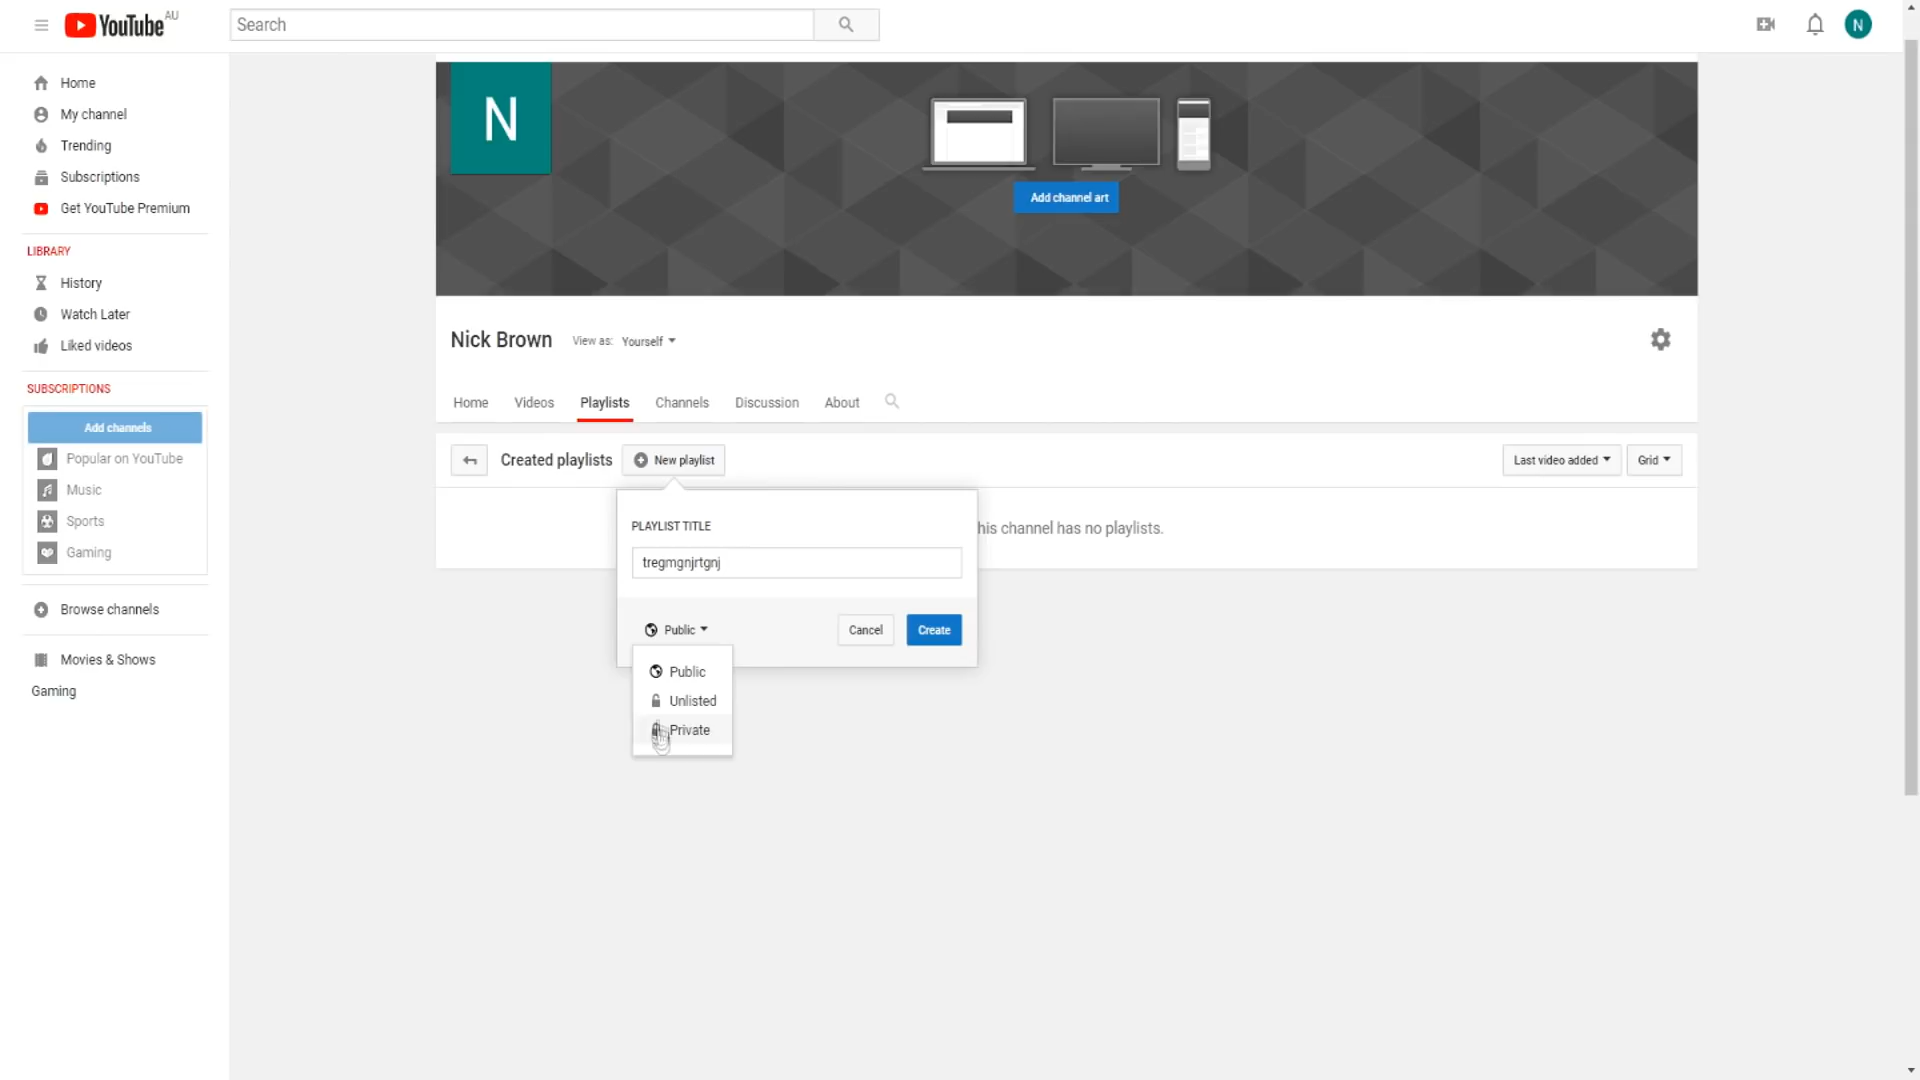 YouTube AU
Search
N
Home
My channel
Trending
Subscriptions
Get YouTube Premium
LIBRARY
History
Watch Later
Liked videos
SUBSCRIPTIONS
Add channels
Popular on YouTube
Music
Sports
Gaming
Browse channels
Movies & Shows
Gaming
N
Add channel art
Nick Brown View as: Yourself
Home Videos Playlists Channels Discussion About
Created playlists New playlist Last video added Grid
his channel has no playlists.
PLAYLIST TITLE
tregmgnjrtgnj
Public Cancel Create
Public
Unlisted
Private